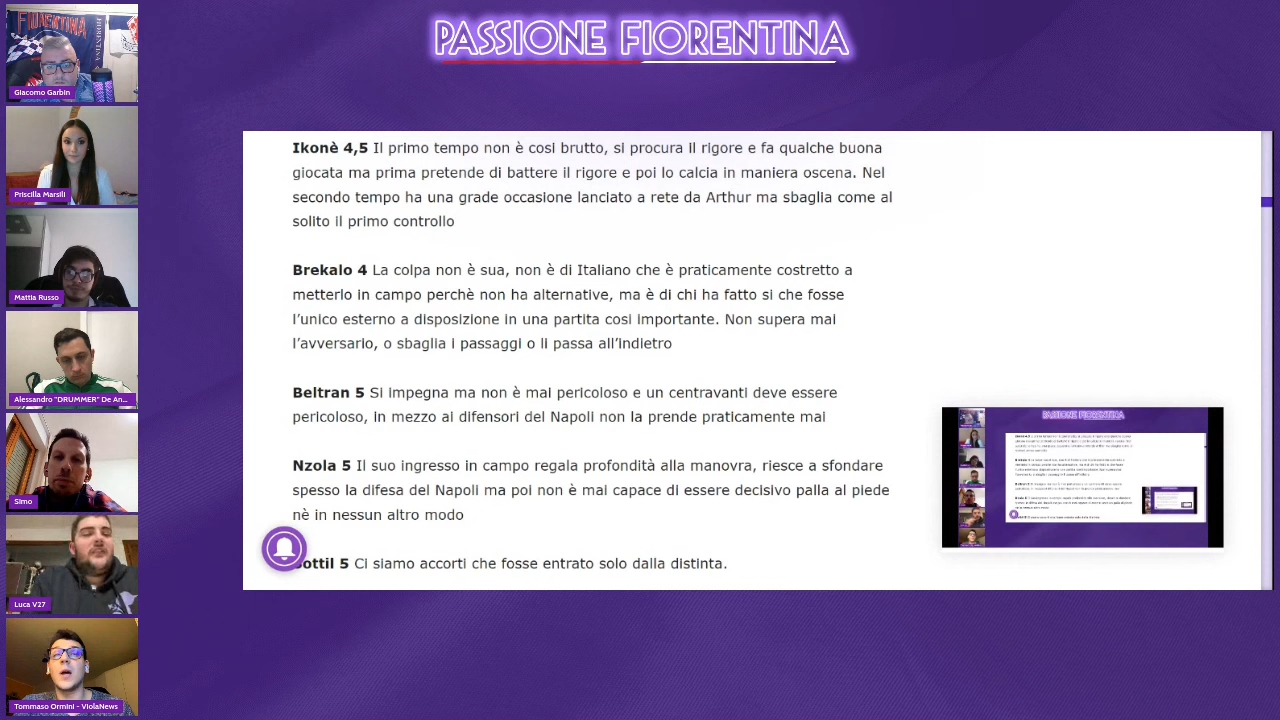 PASSIONE FIORENTINA
FIORENTINA
Giacomo Garbin
Priscilla Marsili
Mattia Russo
Alessandro "DRUMMER" De An...
Simo
Luca V27
Tommaso Ormini - ViolaNews
Ikonè 4,5 Il primo tempo non è così brutto, si procura il rigore e fa qualche buona
giocata ma prima pretende di battere il rigore e poi lo calcia in maniera oscena. Nel
secondo tempo ha una grade occasione lanciato a rete da Arthur ma sbaglia come al
solito il primo controllo
Brekalo 4 La colpa non è sua, non è di Italiano che è praticamente costretto a
metterlo in campo perchè non ha alternative, ma è di chi ha fatto si che fosse
l'unico esterno a disposizione in una partita così importante. Non supera mai
l'avversario, o sbaglia i passaggi o li passa all'indietro
Beltran 5 Si impegna ma non è mai pericoloso e un centravanti deve essere
pericoloso, in mezzo ai difensori del Napoli non la prende praticamente mai
Nzola 5 Il suo ingresso in campo regala profondità alla manovra, riesce a sfondare
spesso la difesa del Napoli ma poi non è mai capace di essere decisivo palla al piede
nè in nessun altro modo
Sottil 5 Ci siamo accorti che fosse entrato solo dalla distinta.
PASSIONE FIORENTINA